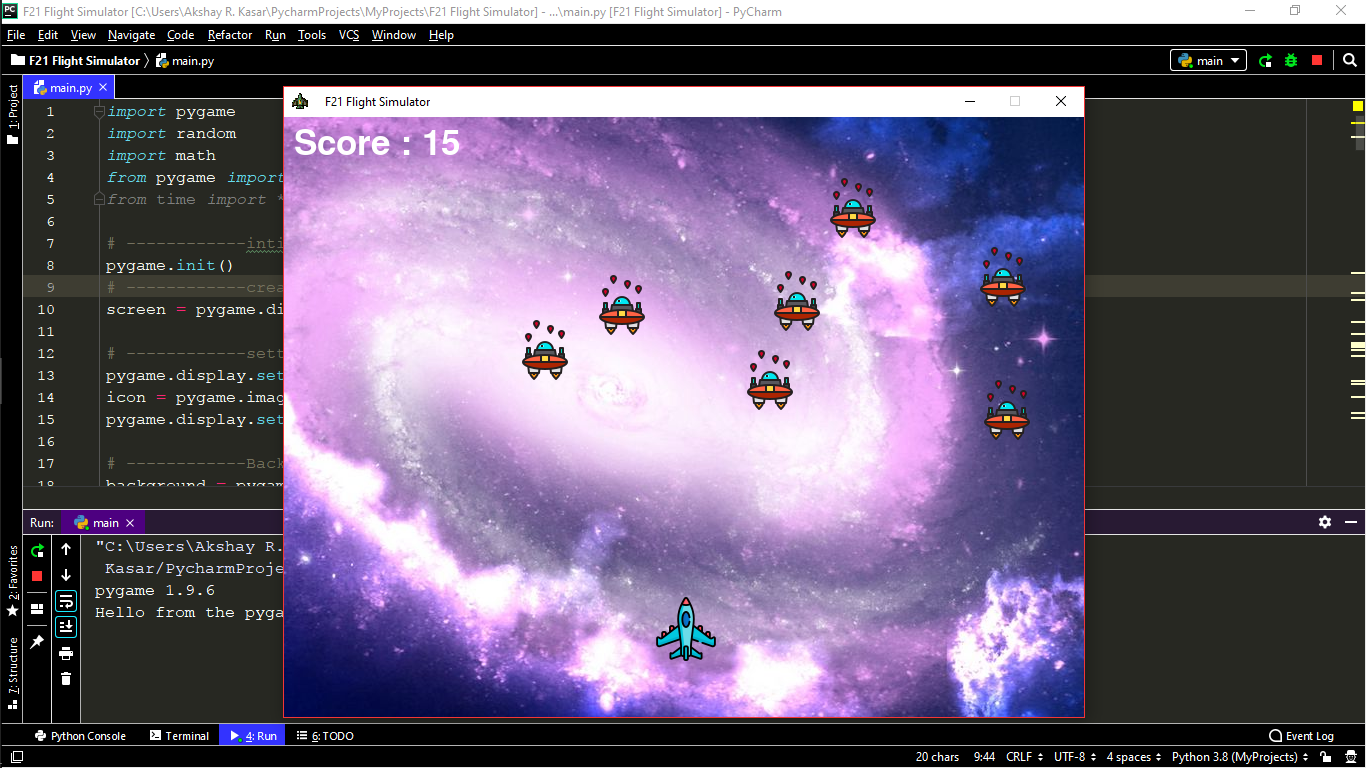 F21 Flight Simulator [C:\Users\Akshay R. Kasar\PycharmProjects\MyProjects\F21 Flight Simulator] - ...\main.py [F21 Flight Simulator] - PyCharm
File Edit View Navigate Code Refactor Run Tools VCS Window Help
F21 Flight Simulator main.py main
1: Project
main.py
F21 Flight Simulator
Score : 15
1 import pygame
2 import random
3 import math
4 from pygame import
5 from time import *
6
7 # ------------inti
8 pygame.init()
9 # ------------crea
10 screen = pygame.di
11
12 # ------------sett
13 pygame.display.set
14 icon = pygame.imag
15 pygame.display.set
16
17 # ------------Back
18 background = pygam
Run: main
2: Favorites
7: Structure
"C:\Users\Akshay R.
Kasar/PycharmProje
pygame 1.9.6
Hello from the pyga
Python Console Terminal 4: Run 6: TODO Event Log
20 chars 9:44 CRLF UTF-8 4 spaces Python 3.8 (MyProjects)